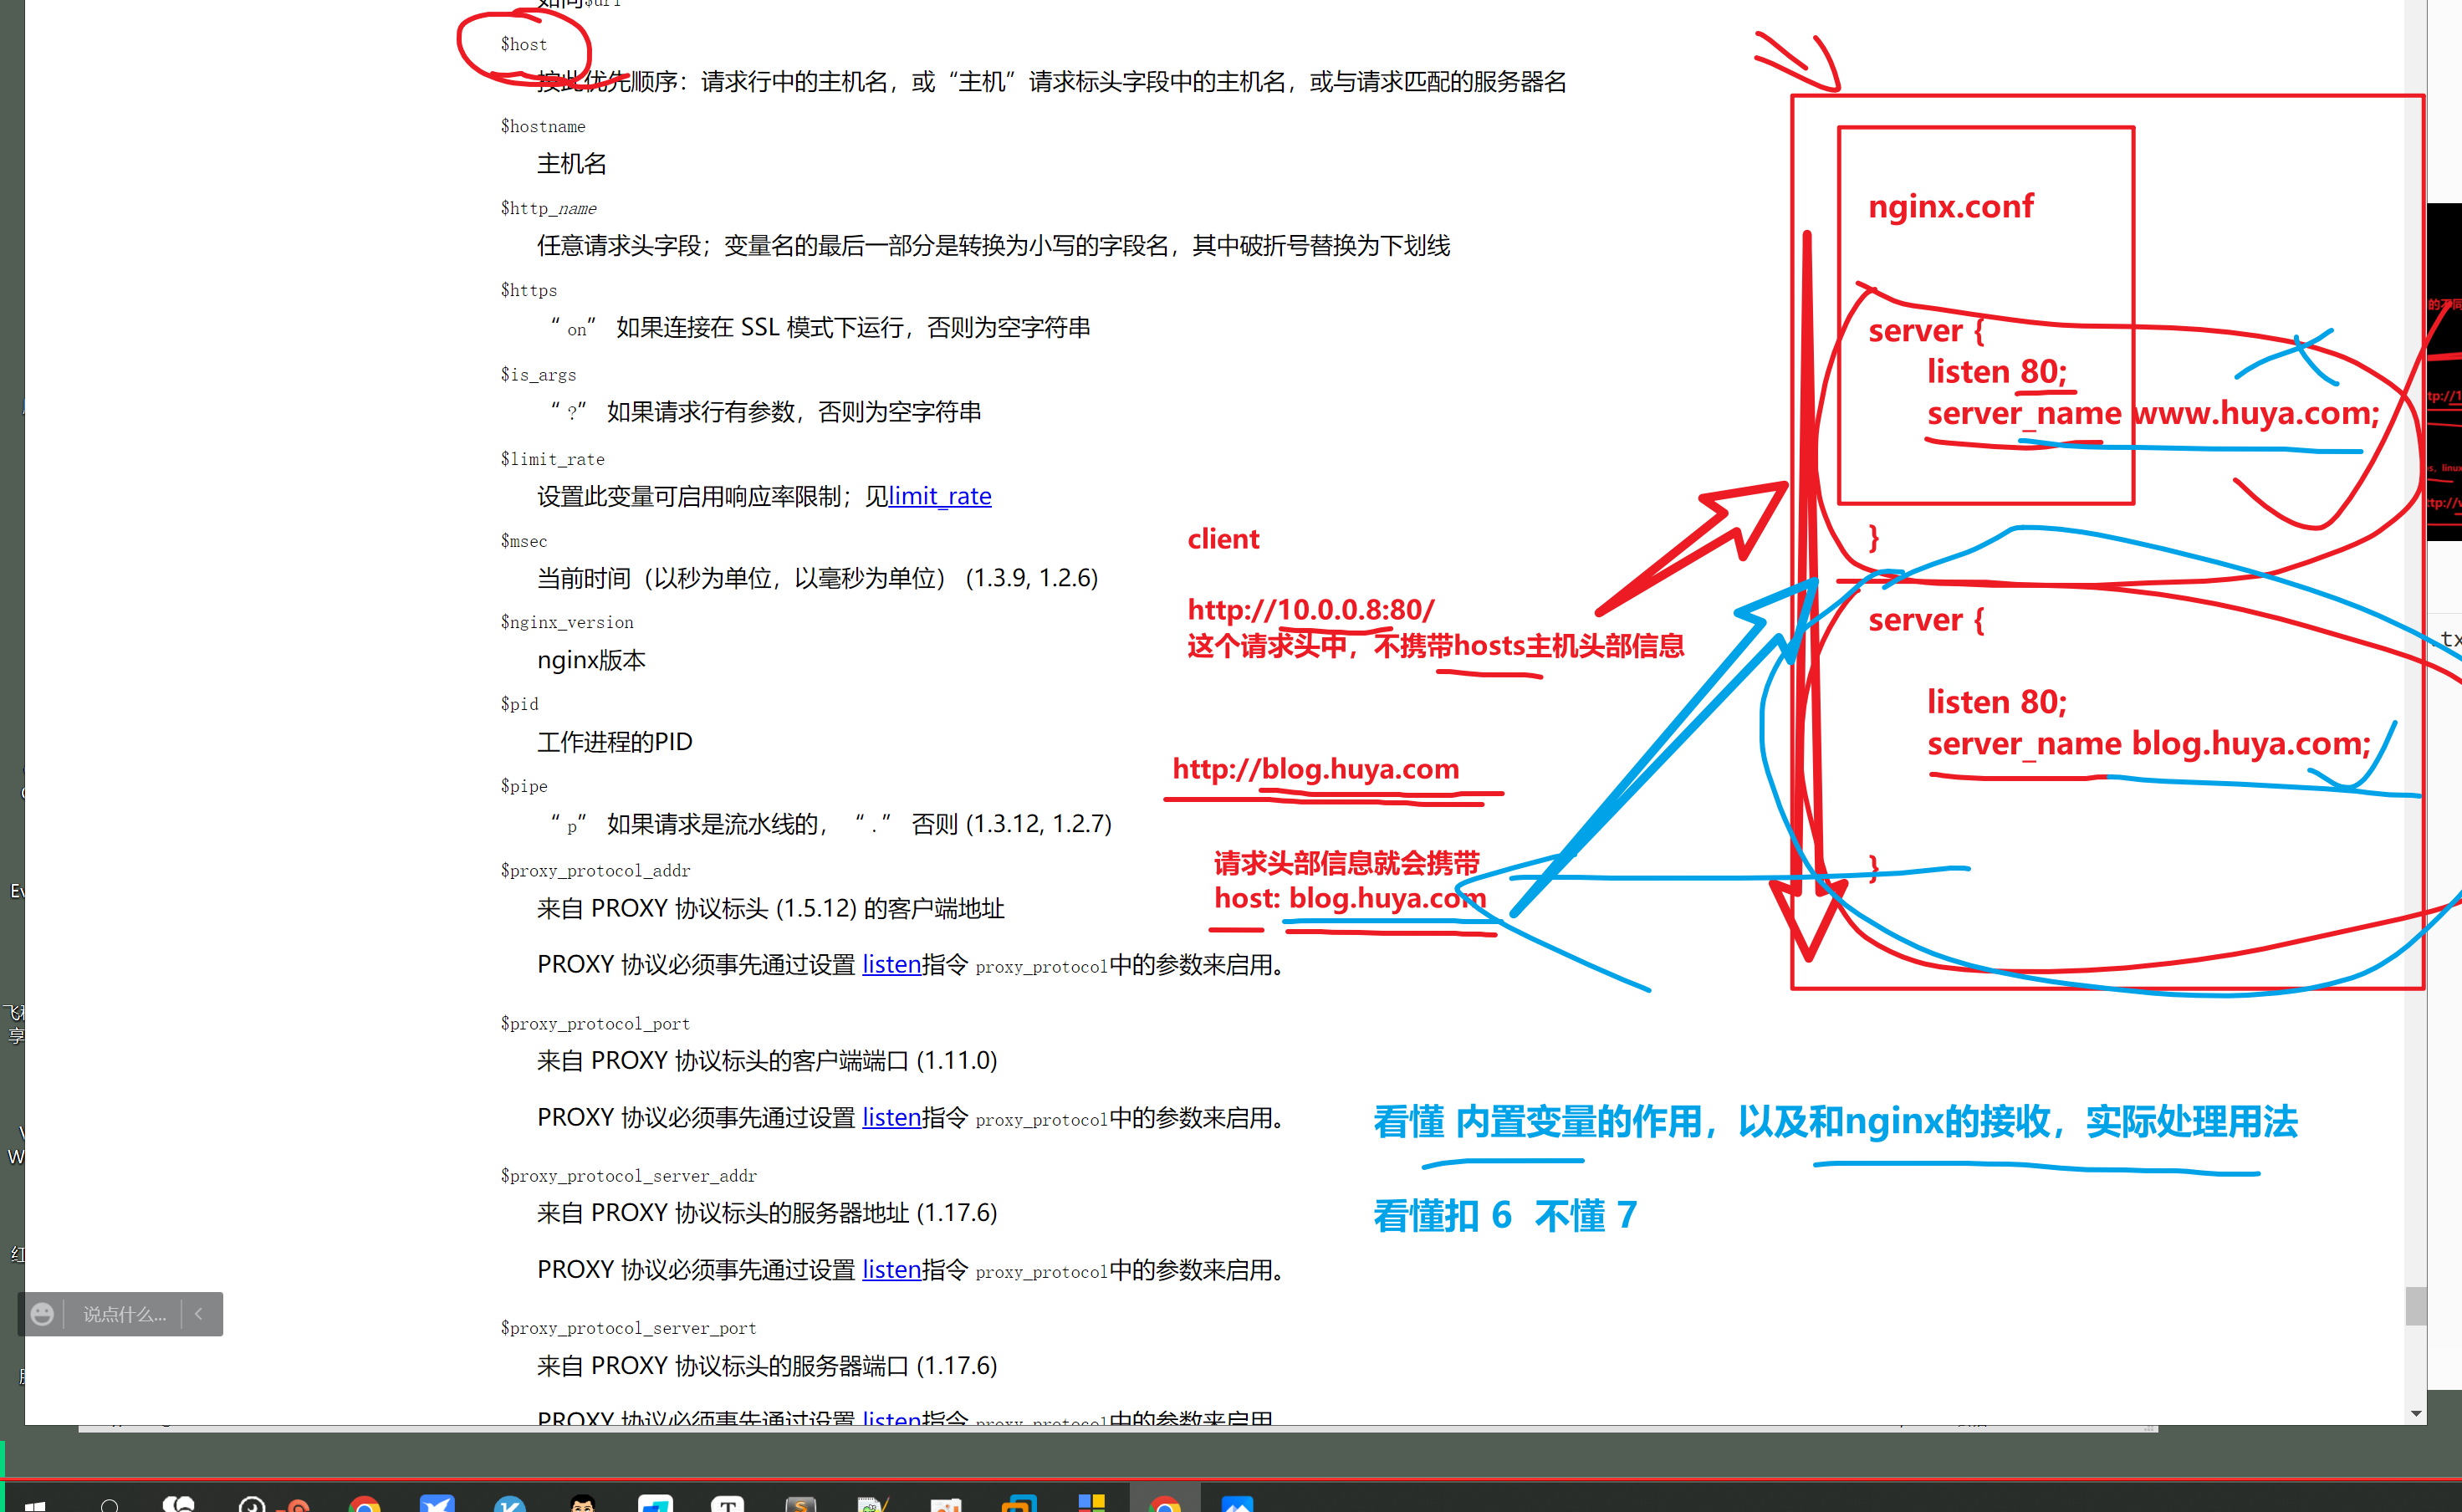 $host
按此优先顺序：请求行中的主机名，或“主机”请求标头字段中的主机名，或与请求匹配的服务器名
$hostname
主机名
$http_name
任意请求头字段；变量名的最后一部分是转换为小写的字段名，其中破折号替换为下划线
$https
“ on” 如果连接在 SSL 模式下运行，否则为空字符串
$is_args
“ ?” 如果请求行有参数，否则为空字符串
$limit_rate
设置此变量可启用响应率限制；见limit_rate
$msec
当前时间（以秒为单位，以毫秒为单位） (1.3.9, 1.2.6)
$nginx_version
nginx版本
$pid
工作进程的PID
$pipe
“ p” 如果请求是流水线的， “ .” 否则 (1.3.12, 1.2.7)
$proxy_protocol_addr
来自 PROXY 协议标头 (1.5.12) 的客户端地址
PROXY 协议必须事先通过设置 listen指令 proxy_protocol中的参数来启用。
$proxy_protocol_port
来自 PROXY 协议标头的客户端端口 (1.11.0)
PROXY 协议必须事先通过设置 listen指令 proxy_protocol中的参数来启用。
$proxy_protocol_server_addr
来自 PROXY 协议标头的服务器地址 (1.17.6)
PROXY 协议必须事先通过设置 listen指令 proxy_protocol中的参数来启用。
$proxy_protocol_server_port
来自 PROXY 协议标头的服务器端口 (1.17.6)
PROXY 协议必须事先通过设置 listen指令 proxy_protocol中的参数来启用
client
http://10.0.0.8:80/
这个请求头中，不携带hosts主机头部信息
http://blog.huya.com
请求头部信息就会携带
host: blog.huya.com
nginx.conf
server {
listen 80;
server_name www.huya.com;
}
server {
listen 80;
server_name blog.huya.com;
}
看懂 内置变量的作用，以及和nginx的接收，实际处理用法
看懂扣 6 不懂 7
说点什么...